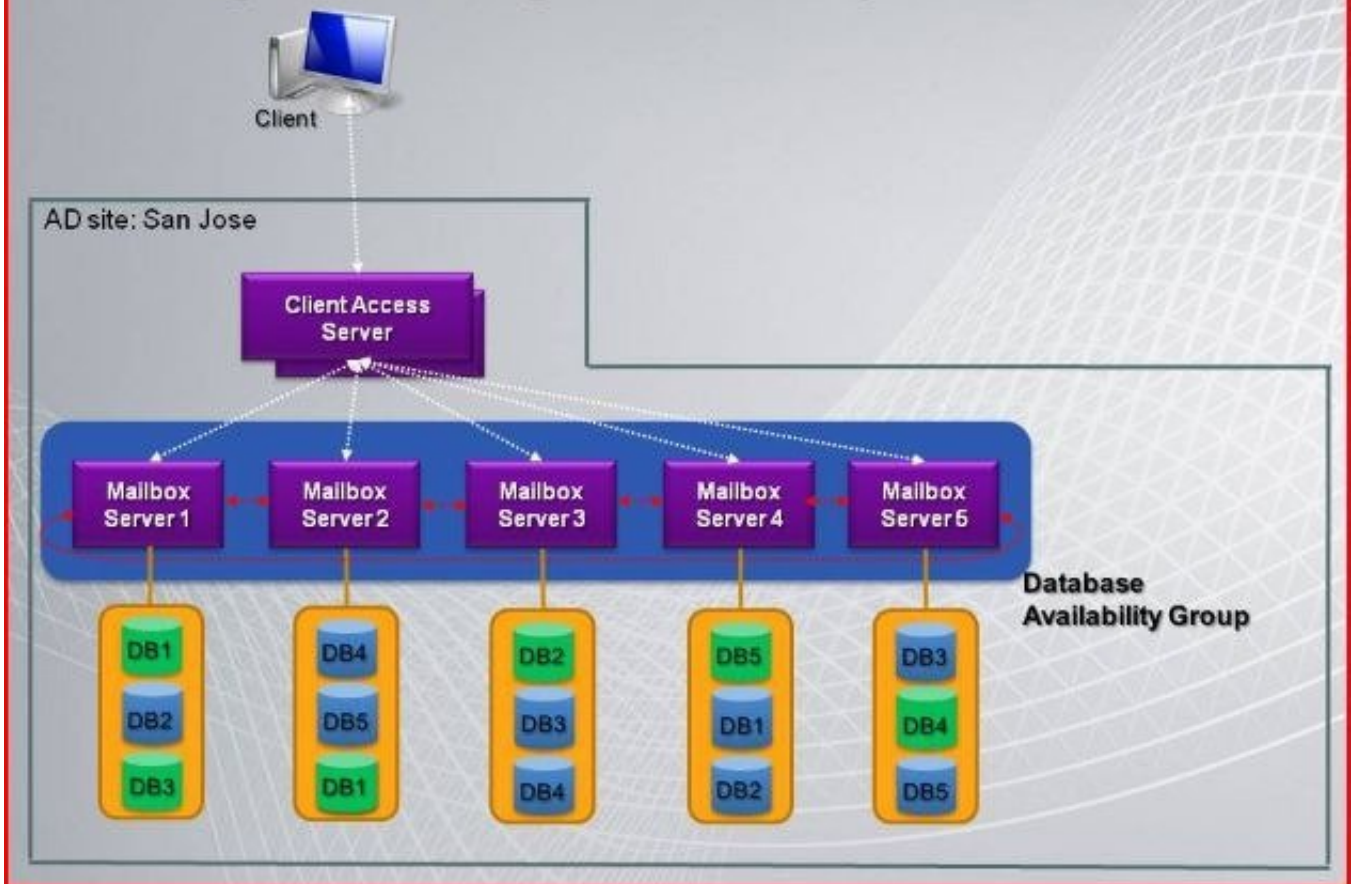 Client
AD site: San Jose
Client Access
Server
Mailbox
Server 1
Mailbox
Server 2
Mailbox
Server 3
Mailbox
Server 4
Mailbox
Server 5
Database
Availability Group
DB1
DB2
DB3
DB4
DB5
DB1
DB2
DB3
DB4
DB5
DB1
DB2
DB3
DB4
DB5